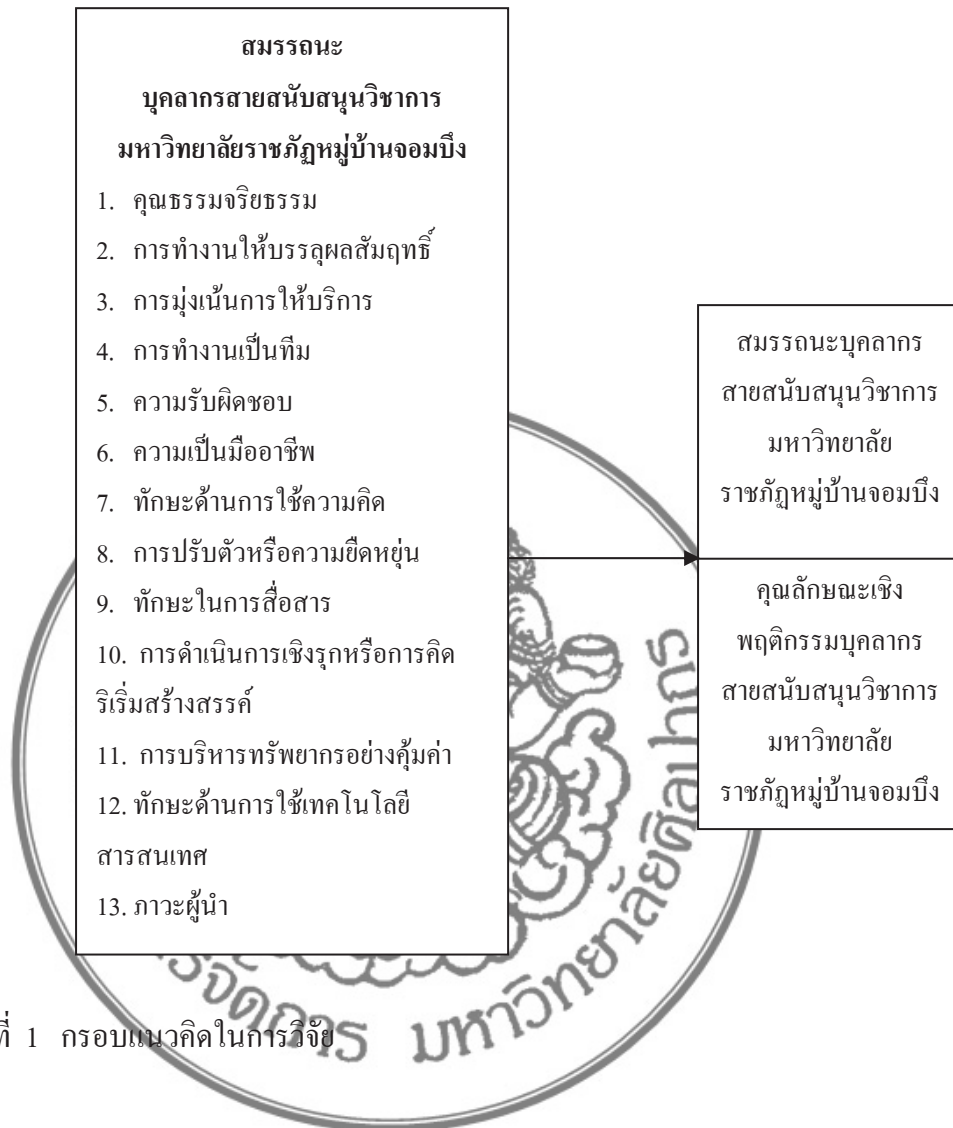 สมรรถนะ
บุคลากรสายสนับสนุนวิชาการ
มหาวิทยาลัยราชภัฏหมู่บ้านจอมบึง
1. คุณธรรมจริยธรรม
2. การทำงานให้บรรลุผลสัมฤทธิ์
3. การมุ่งเน้นการให้บริการ
4. การทำงานเป็นทีม
5. ความรับผิดชอบ
6. ความเป็นมืออาชีพ
7. ทักษะด้านการใช้ความคิด
8. การปรับตัวหรือความยืดหยุ่น
9. ทักษะในการสื่อสาร
10. การดำเนินการเชิงรุกหรือการคิด
ริเริ่มสร้างสรรค์
11. การบริหารทรัพยากรอย่างคุ้มค่า
12. ทักษะด้านการใช้เทคโนโลยี
สารสนเทศ
13. ภาวะผู้นำ
สมรรถนะบุคลากร
สายสนับสนุนวิชาการ
มหาวิทยาลัย
ราชภัฏหมู่บ้านจอมบึง
คุณลักษณะเชิง
พฤติกรรมบุคลากร
สายสนับสนุนวิชาการ
มหาวิทยาลัย
ราชภัฏหมู่บ้านจอมบึง
ที่ 1 กรอบแนวคิดในการวิจัย
มหาวิทยาลัยศิลปากร